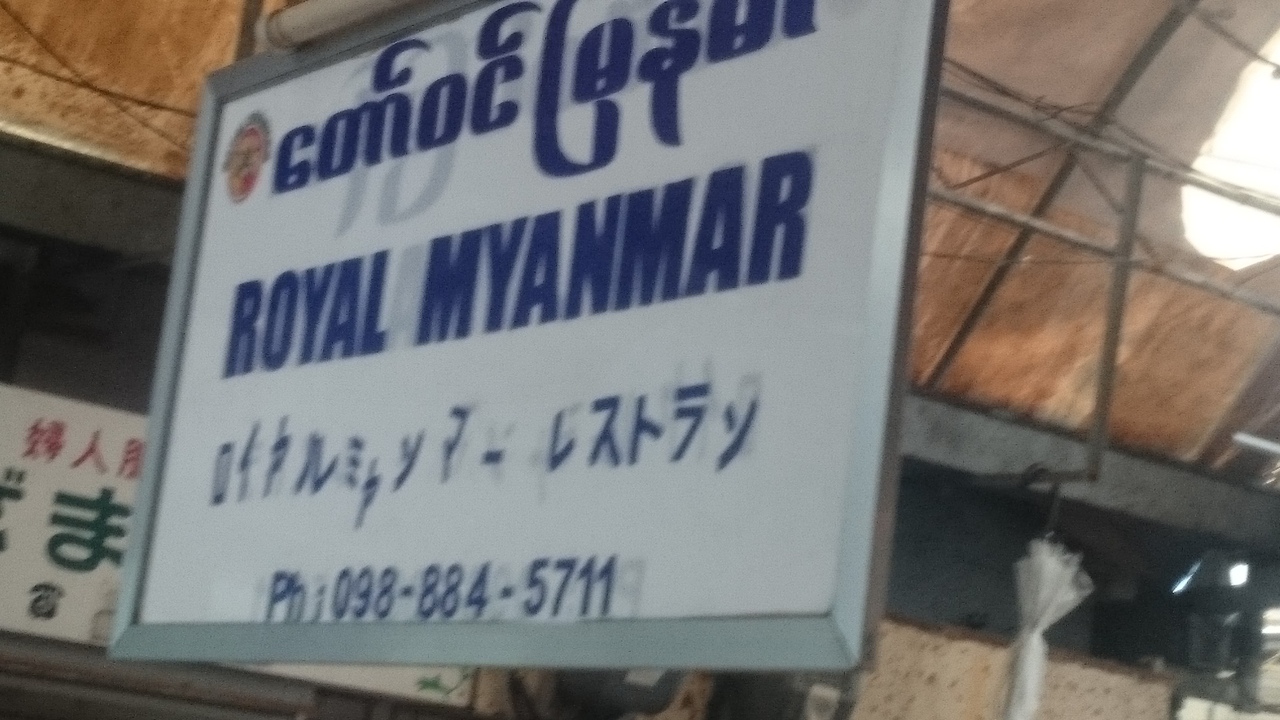 တော်ဝင်မြန်မာ
ROYAL MYANMAR
ロイヤルミャンマー レストラン
Ph:098-884-5711
婦人服
ま